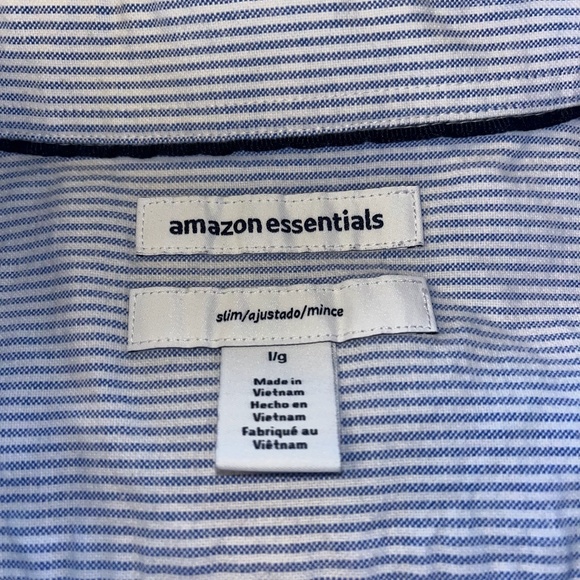 amazon essentials
slim/ajustado/mince
l/g
Made in
Vietnam
Hecho en
Vietnam
Fabriqué au
Viêtnam